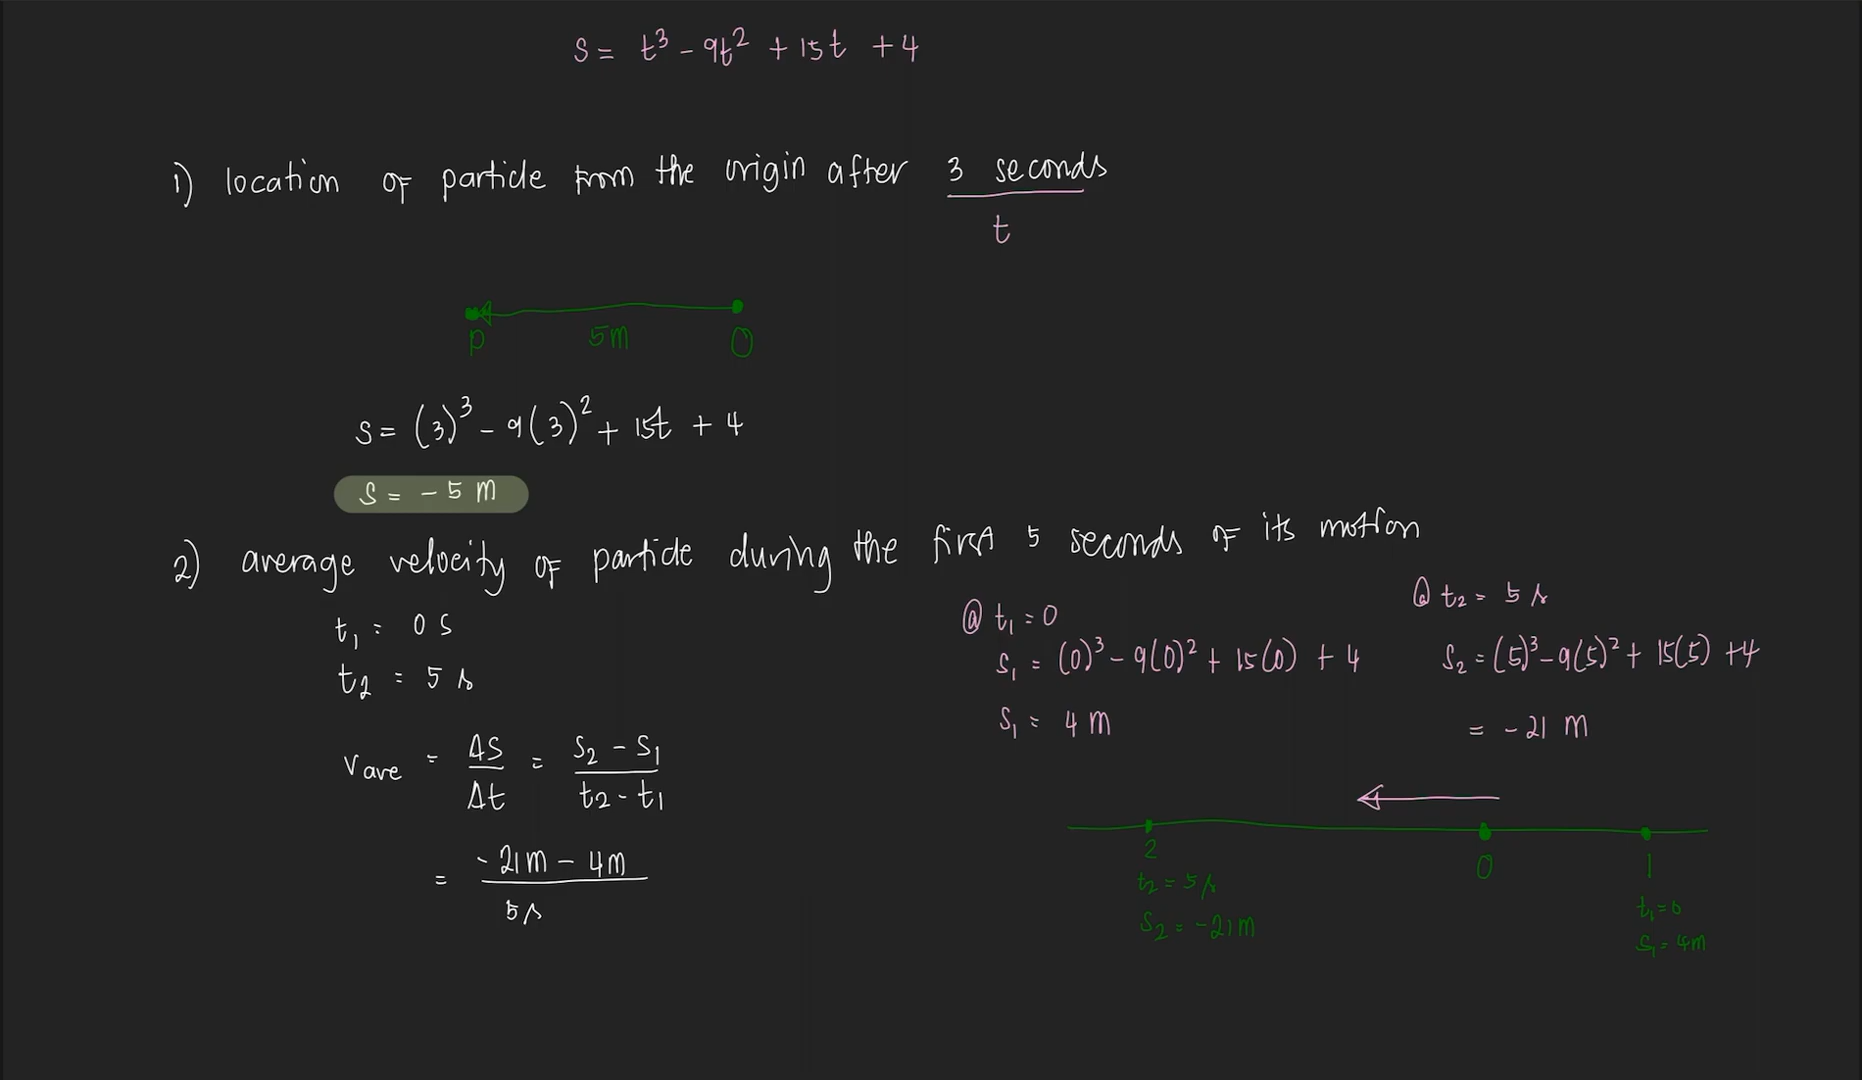 s = t³ - 9t² + 15t + 4
1) location of particle from the origin after 3 seconds
t
P 5m O
s = (3)³ - 9(3)² + 15t + 4
s = - 5 m
2) average velocity of particle during the first 5 seconds of its motion
t₁ = 0 s
t₂ = 5 s
Vave = Δs/Δt = s₂ - s₁/t₂ - t₁
= - 21m - 4m/5s
@ t₁ = 0
s₁ = (0)³ - 9(0)² + 15(0) + 4
s₁ = 4 m
@ t₂ = 5 s
s₂ = (5)³ - 9(5)² + 15(5) + 4
= - 21 m
2 0 1
t₂ = 5 s
s₂ = -21m
t₁ = 0
s₁ = 4m